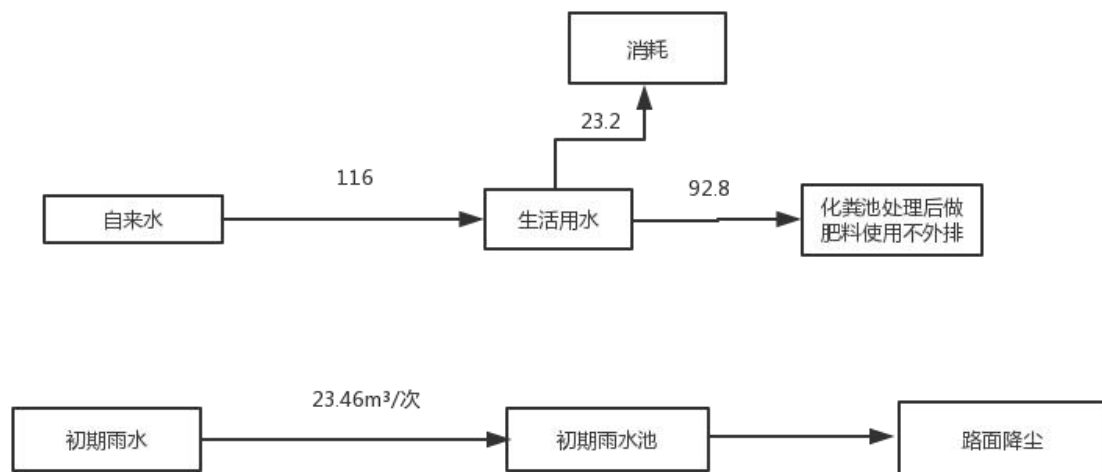 消耗
23.2
116
92.8
自来水
生活用水
化粪池处理后做
肥料使用不外排
23.46m³/次
初期雨水
初期雨水池
路面降尘